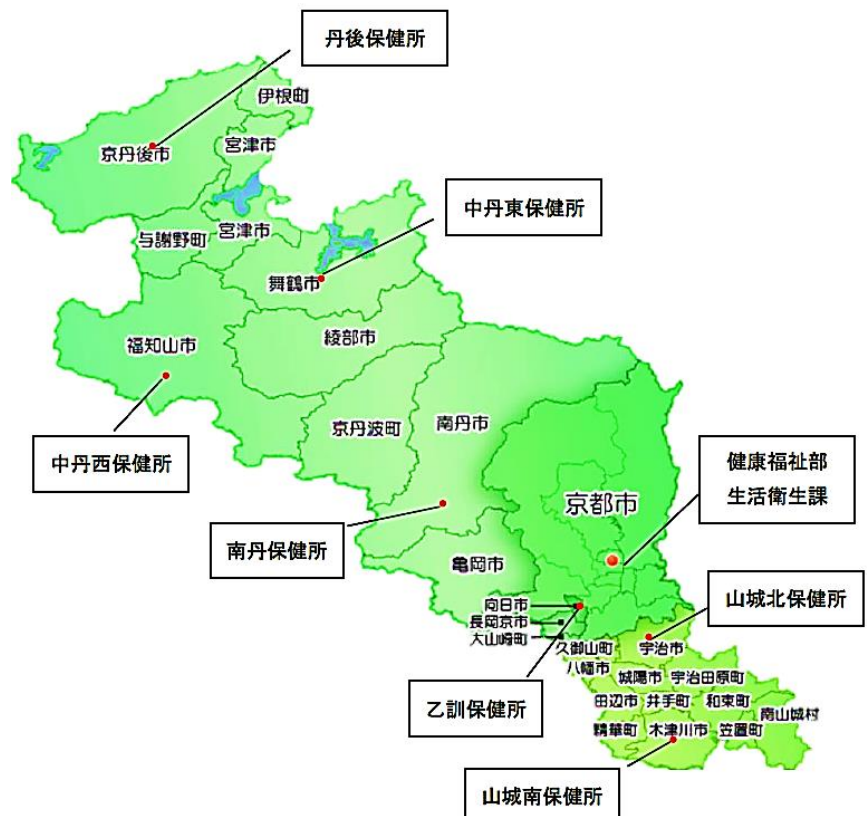 丹後保健所
伊根町
京丹後市
宮津市
中丹東保健所
与謝野町
宮津市
舞鶴市
福知山市
綾部市
京丹波町
南丹市
中丹西保健所
健康福祉部
生活衛生課
京都市
南丹保健所
亀岡市
山城北保健所
向日市
長岡京市
大山崎町
久御山町
宇治市
八幡市
城陽市
宇治田原町
乙訓保健所
田辺市
井手町
和束町
南山城村
精華町
木津川市
笠置町
山城南保健所